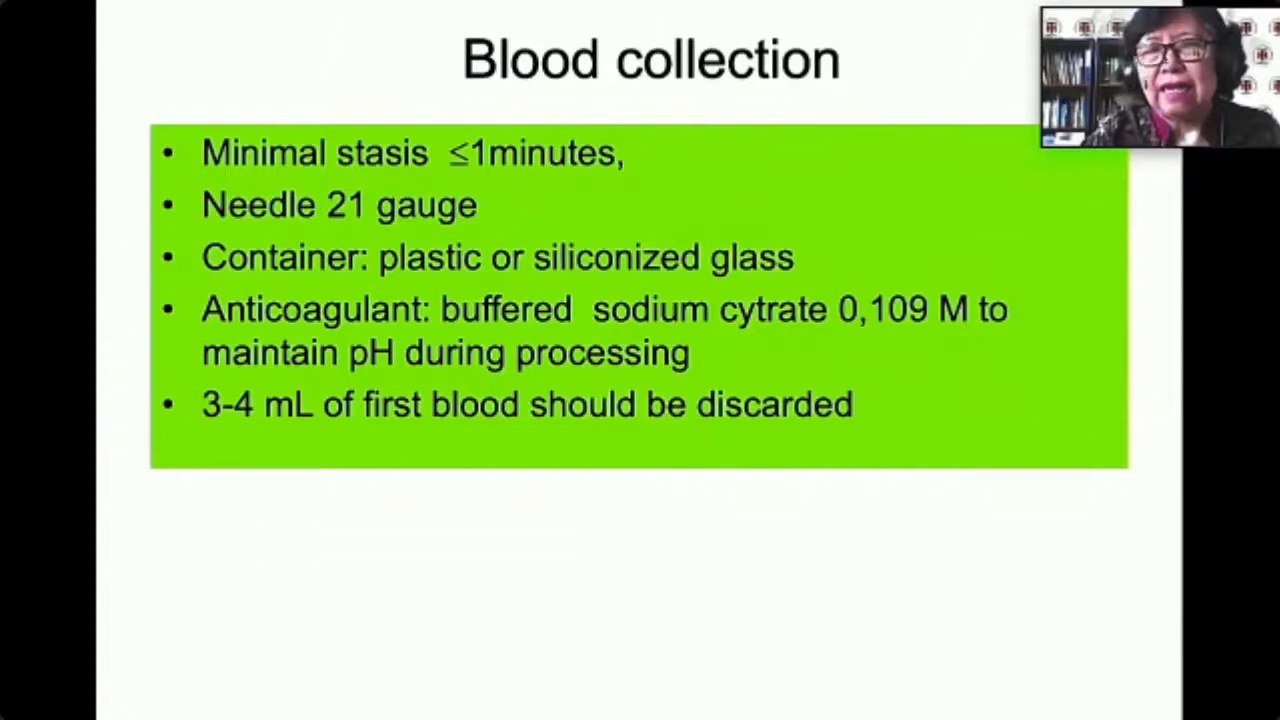 Blood collection
• Minimal stasis ≤1minutes,
• Needle 21 gauge
• Container: plastic or siliconized glass
• Anticoagulant: buffered sodium cytrate 0,109 M to
maintain pH during processing
• 3-4 mL of first blood should be discarded